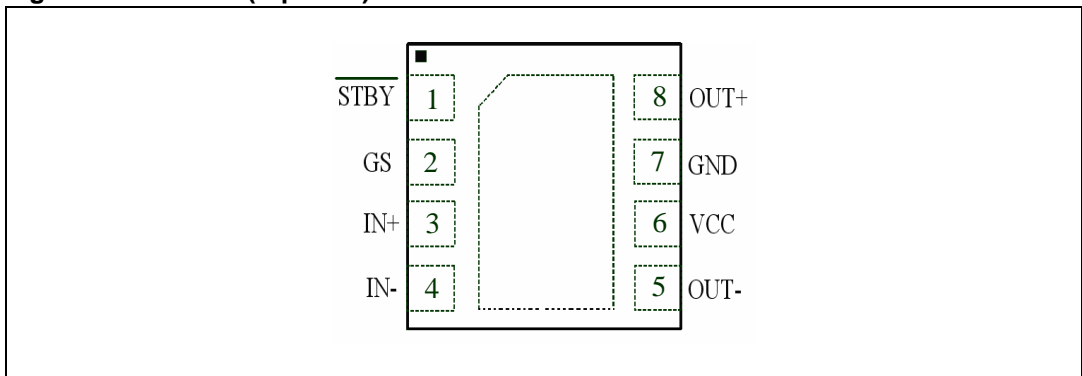 STBY 1 8 OUT+
GS 2 7 GND
IN+ 3 6 VCC
IN- 4 5 OUT-